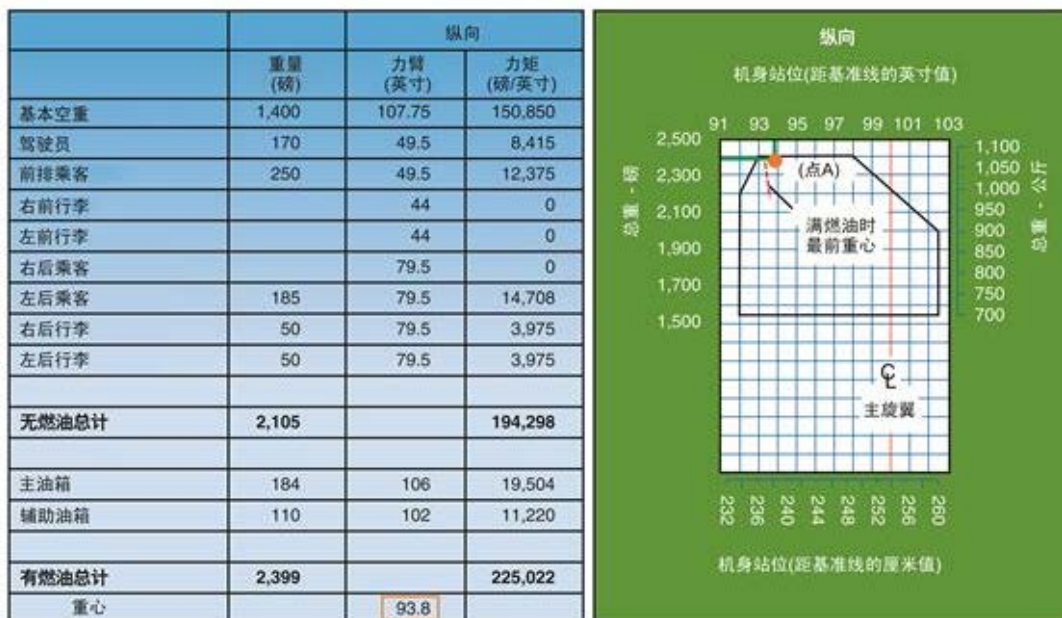 纵向
重量
(磅)
力臂
(英寸)
力矩
(磅/英寸)
基本空重 1,400 107.75 150,850
驾驶员 170 49.5 8,415
前排乘客 250 49.5 12,375
右前行李 44 0
左前行李 44 0
右后乘客 79.5 0
左后乘客 185 79.5 14,708
右后行李 50 79.5 3,975
左后行李 50 79.5 3,975
无燃油总计 2,105 194,298
主油箱 184 106 19,504
辅助油箱 110 102 11,220
有燃油总计 2,399 225,022
重心 93.8
纵向
机身站位(距基准线的英寸值)
91 93 95 97 99 101 103
总重 - 磅
2,500
2,300
2,100
1,900
1,700
1,500
(点A)
满燃油时
最前重心
1,100
1,050
1,000
950
900
850
800
750
700
总重 - 公斤
℄
主旋翼
232 236 240 244 248 252 256 260
机身站位(距基准线的厘米值)